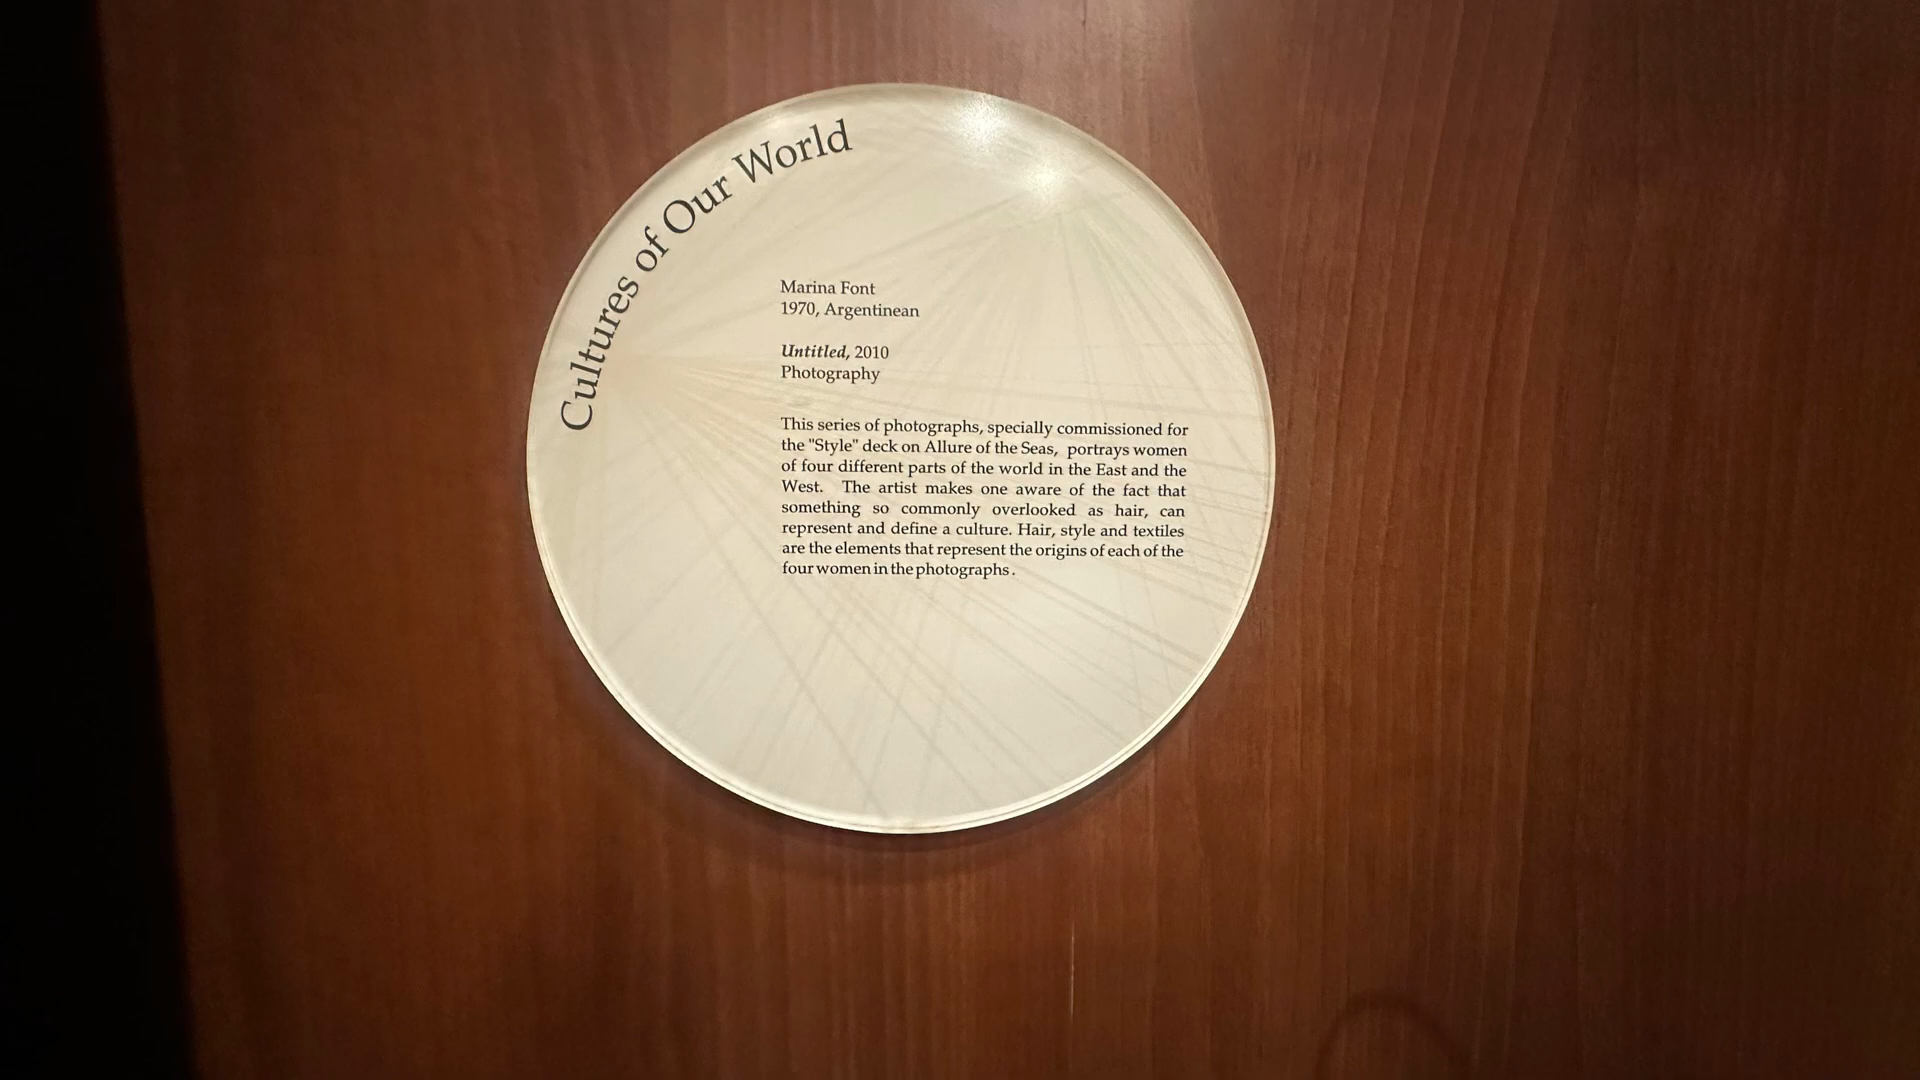 Cultures of Our World
Marina Font
1970, Argentinean
Untitled, 2010
Photography
This series of photographs, specially commissioned for
the "Style" deck on Allure of the Seas, portrays women
of four different parts of the world in the East and the
West. The artist makes one aware of the fact that
something so commonly overlooked as hair, can
represent and define a culture. Hair, style and textiles
are the elements that represent the origins of each of the
four women in the photographs.